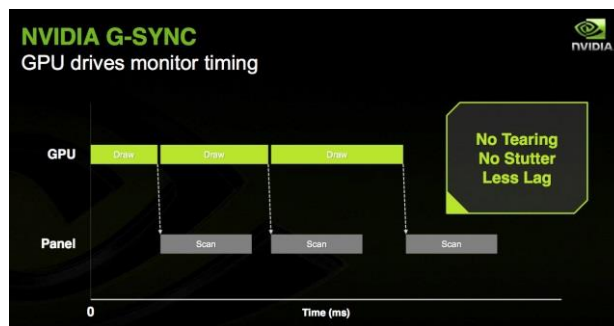 NVIDIA G-SYNC
GPU drives monitor timing
NVIDIA
GPU
Draw
Draw
Draw
No Tearing
No Stutter
Less Lag
Panel
Scan
Scan
Scan
0
Time (ms)